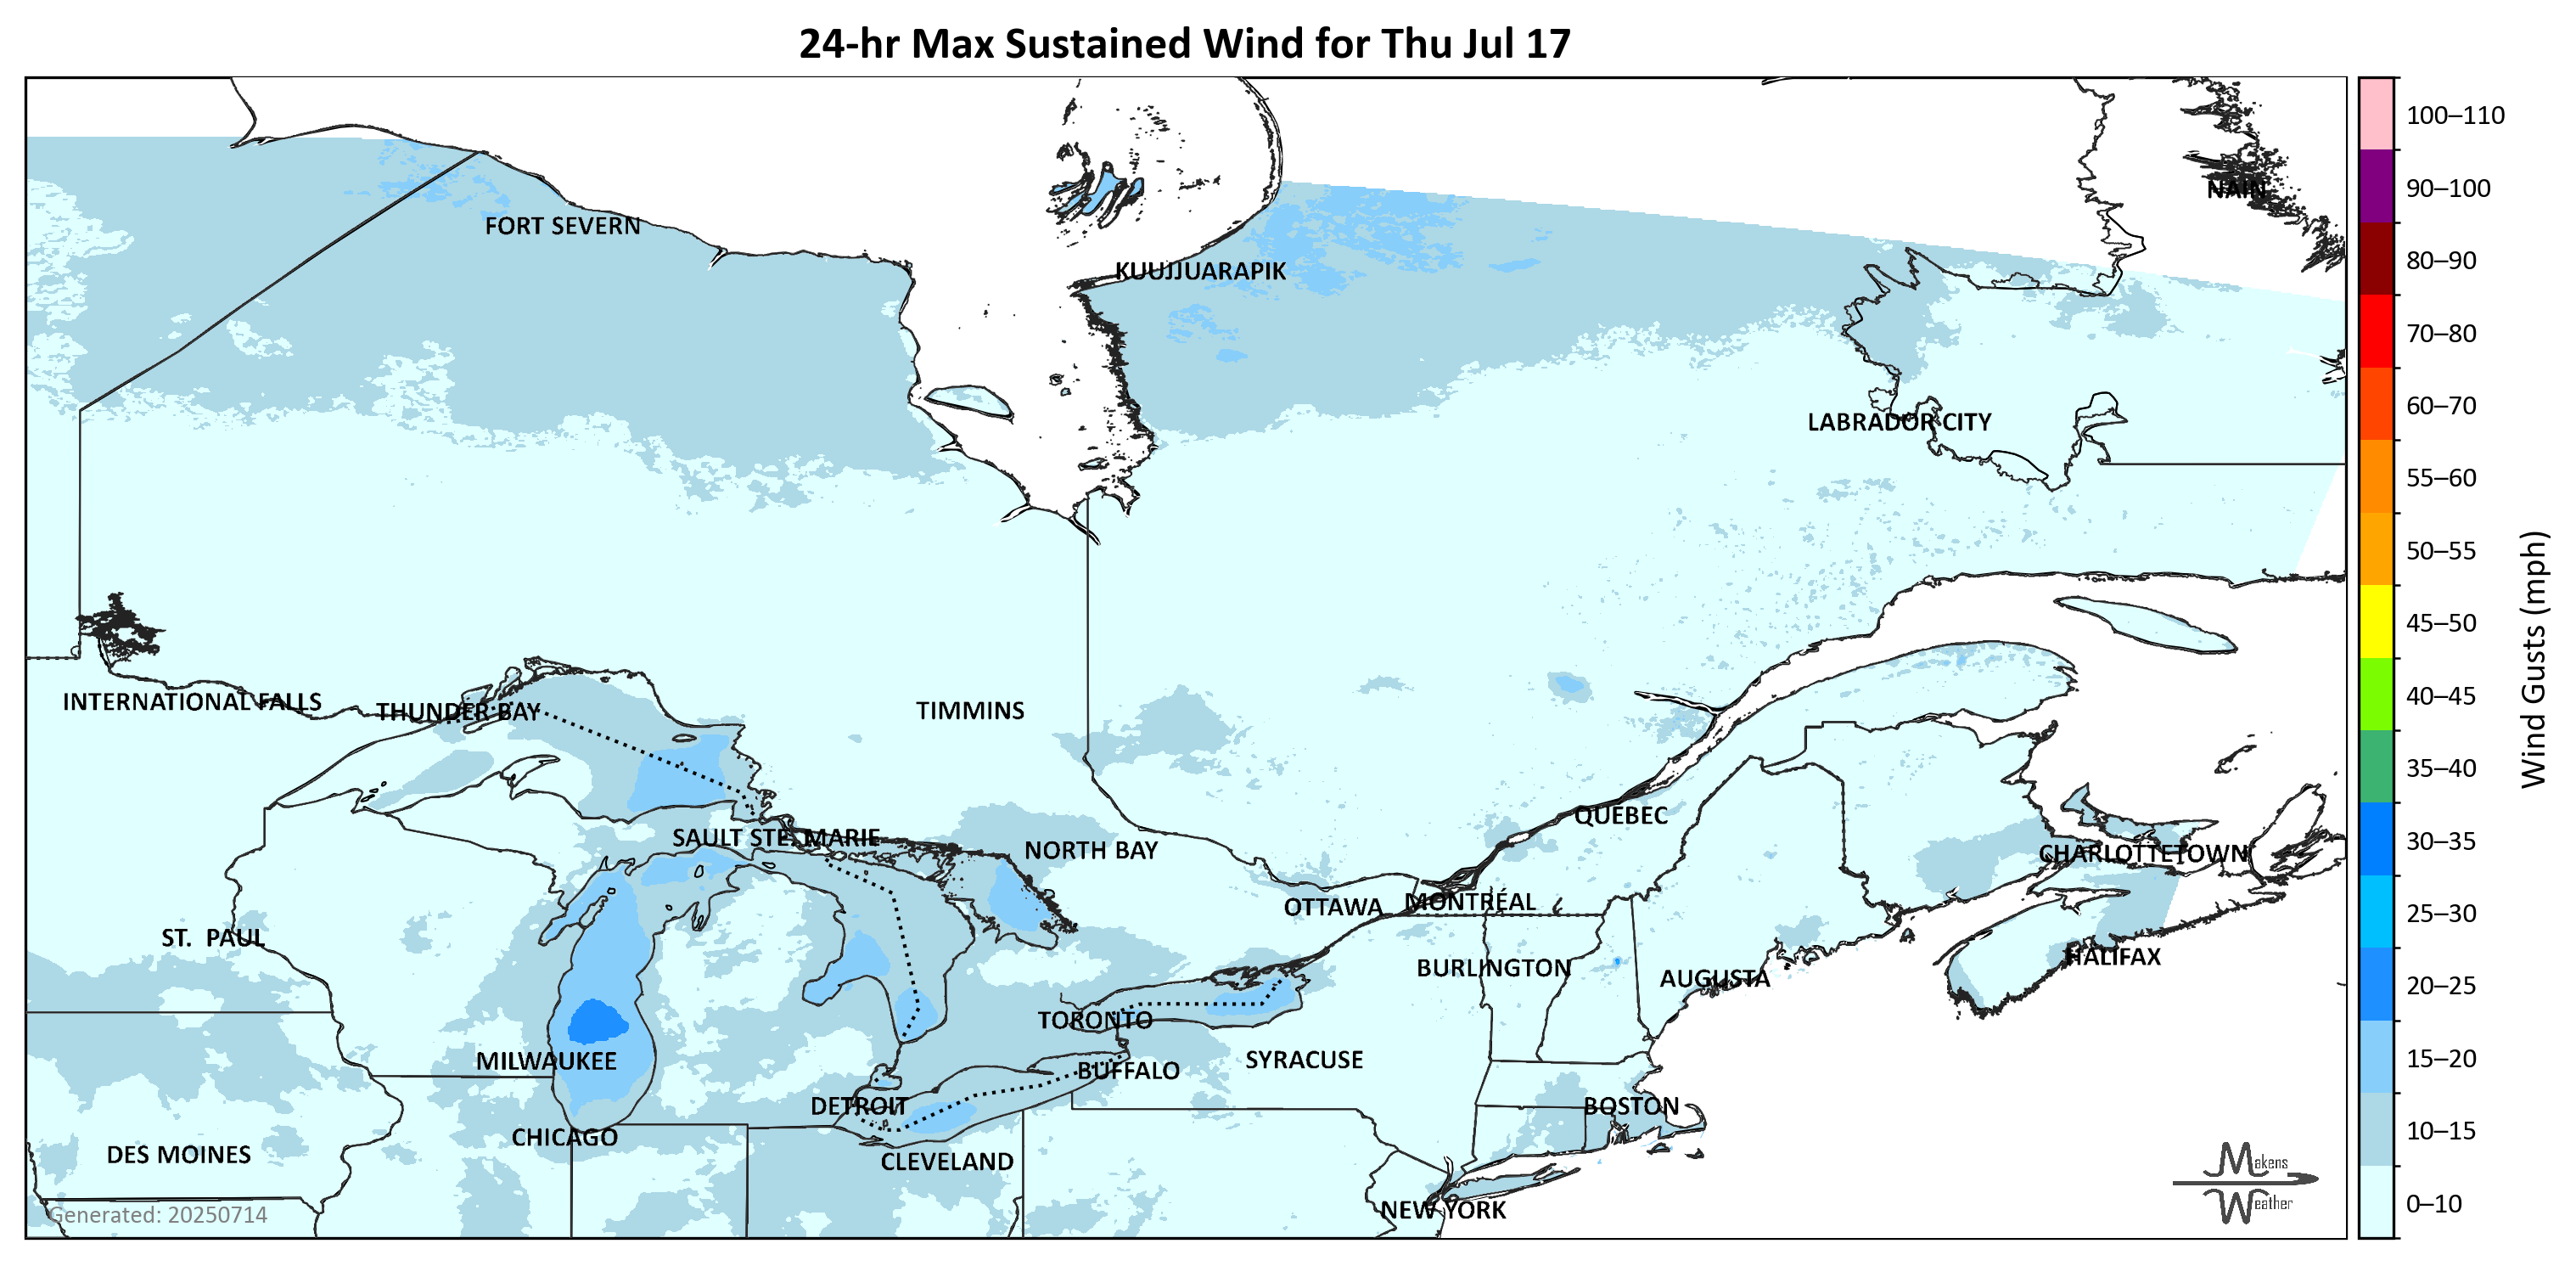 24-hr Max Sustained Wind for Thu Jul 17
100–110
90–100
NAIN
FORT SEVERN
80–90
KUUJJUARAPIK
70–80
60–70
LABRADOR CITY
55–60
50–55
45–50
Wind Gusts (mph)
40–45
INTERNATIONAL FALLS
THUNDER BAY
TIMMINS
35–40
QUEBEC
30–35
SAULT STE. MARIE
NORTH BAY
CHARLOTTETOWN
OTTAWA
MONTRÉAL
25–30
ST. PAUL
HALIFAX
BURLINGTON
AUGUSTA
20–25
TORONTO
MILWAUKEE
SYRACUSE
15–20
BUFFALO
DETROIT
BOSTON
CHICAGO
10–15
DES MOINES
CLEVELAND
Makens
Weather
0–10
NEW YORK
Generated: 20250714